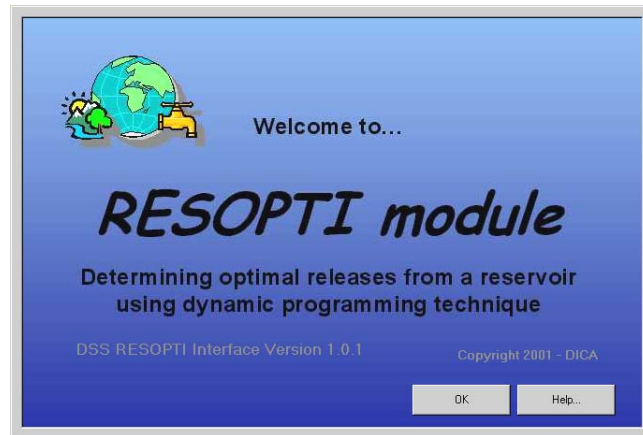 Welcome to...
RESOPTI module
Determining optimal releases from a reservoir
using dynamic programming technique
DSS RESOPTI Interface Version 1.0.1
Copyright 2001 - DICA
OK
Help...